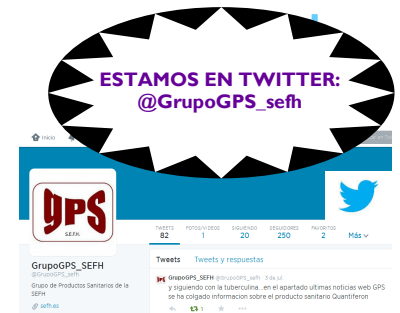 ESTAMOS EN TWITTER:
@GrupoGPS_sefh
Inicio
gps
S.E.F.H.
TWEETS FOTOS/VIDEOS SIGUIENDO SEGUIDORES FAVORITOS
82 1 20 250 2 Más
Tweets Tweets y respuestas
GrupoGPS_SEFH
@GrupoGPS_sefh
Grupo de Productos Sanitarios de la
SEFH
sefh.es
GrupoGPS_SEFH @GrupoGPS_sefh · 3 de jul.
y siguiendo con la tuberculina...en el apartado ultimas noticias web GPS
se ha colgado informacion sobre el producto sanitario Quantiferon
1